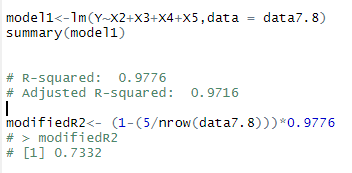 model1<-lm(Y~X2+X3+X4+X5,data = data7.8)
summary(model1)
# R-squared:  0.9776
# Adjusted R-squared:  0.9716
modifiedR2<- (1-(5/nrow(data7.8)))*0.9776
# > modifiedR2
# [1] 0.7332